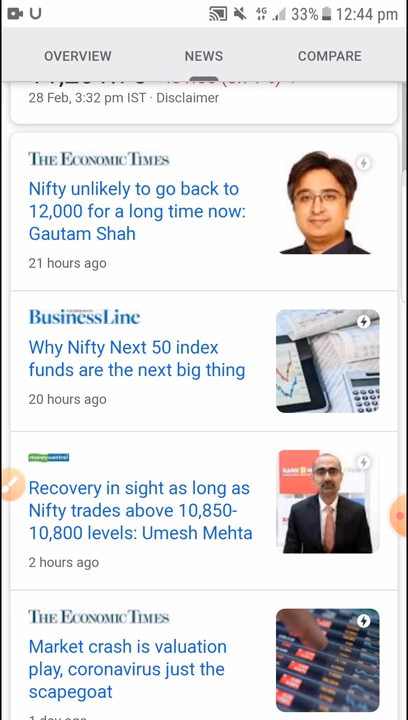 U 4G 33% 12:44 pm
OVERVIEW NEWS COMPARE
28 Feb, 3:32 pm IST · Disclaimer
THE ECONOMIC TIMES
Nifty unlikely to go back to
12,000 for a long time now:
Gautam Shah
21 hours ago
BusinessLine
Why Nifty Next 50 index
funds are the next big thing
20 hours ago
moneycontrol
Recovery in sight as long as
Nifty trades above 10,850-
10,800 levels: Umesh Mehta
2 hours ago
THE ECONOMIC TIMES
Market crash is valuation
play, coronavirus just the
scapegoat
1 day ago